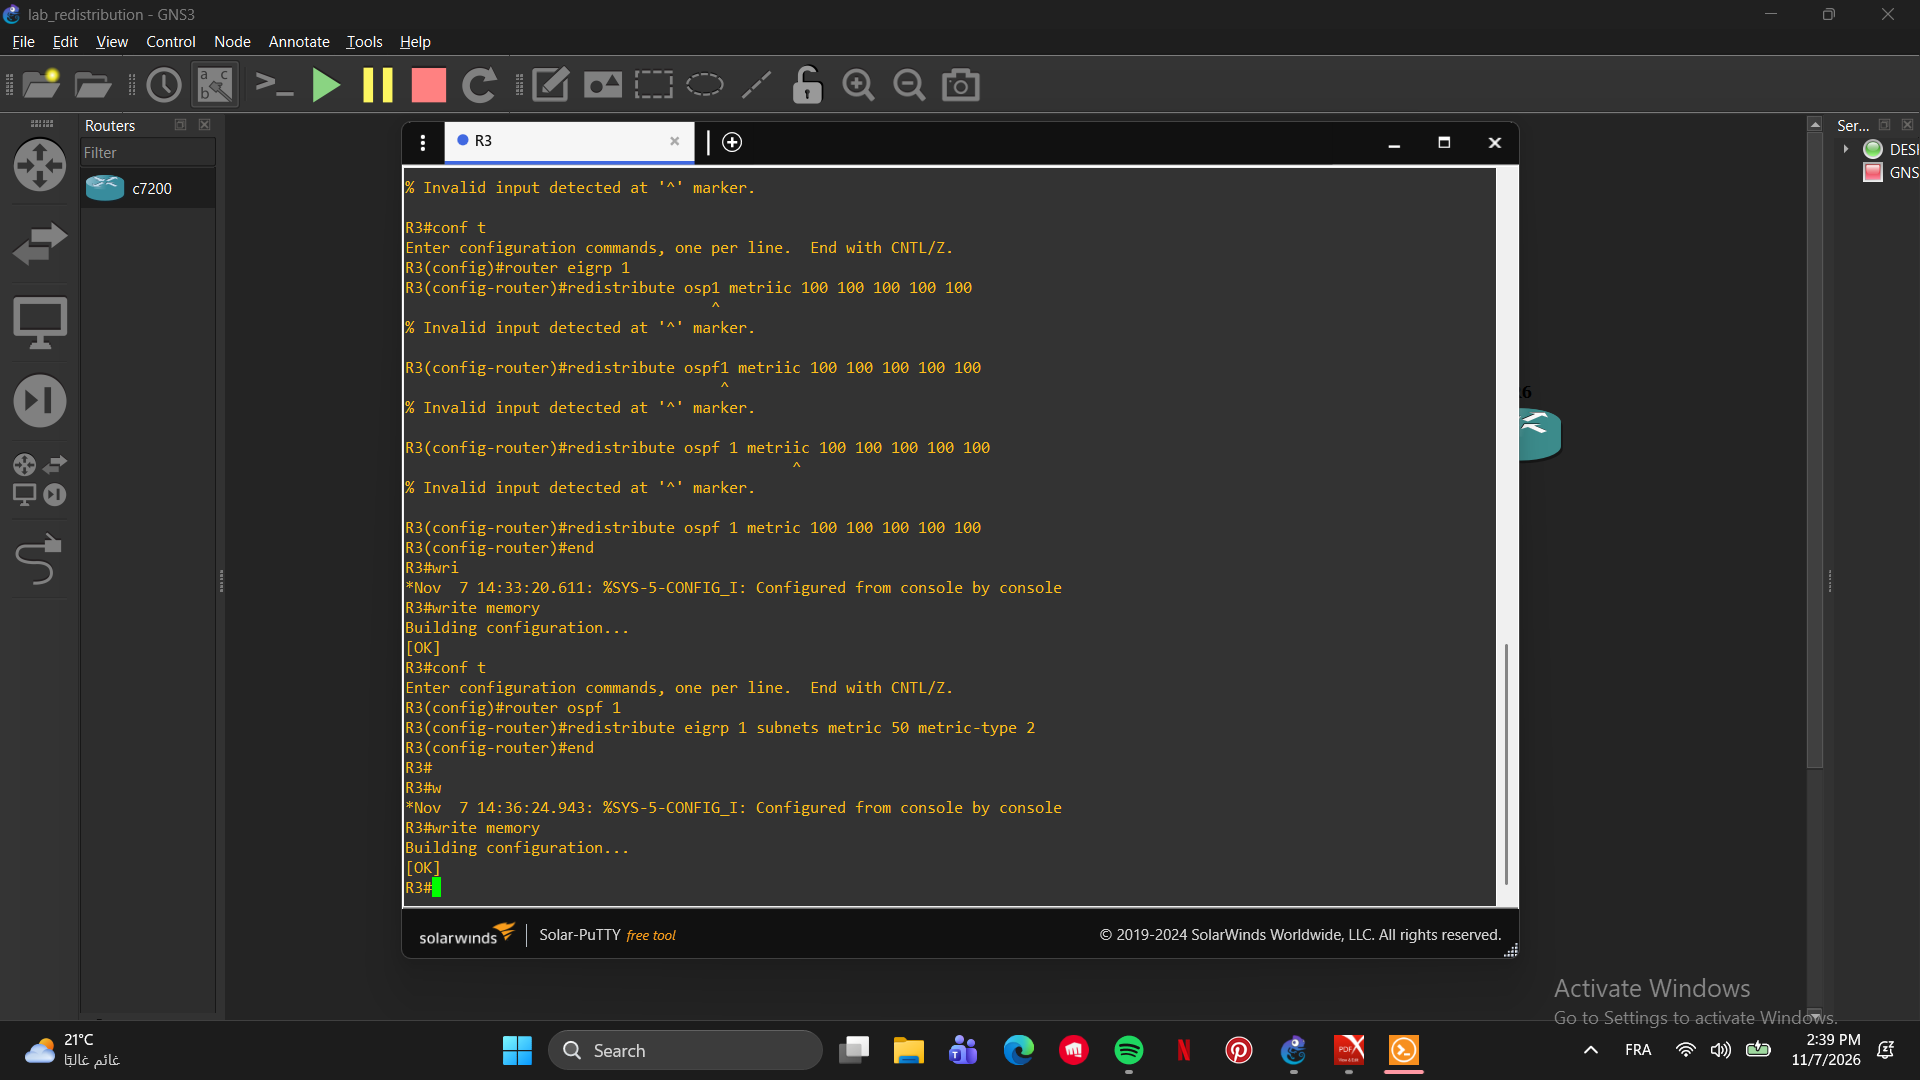 lab_redistribution - GNS3
File Edit View Control Node Annotate Tools Help
Routers
Filter
c7200
R3
% Invalid input detected at '^' marker.
R3#conf t
Enter configuration commands, one per line.  End with CNTL/Z.
R3(config)#router eigrp 1
R3(config-router)#redistribute osp1 metriic 100 100 100 100 100
^
% Invalid input detected at '^' marker.
R3(config-router)#redistribute ospf1 metriic 100 100 100 100 100
^
% Invalid input detected at '^' marker.
R3(config-router)#redistribute ospf 1 metriic 100 100 100 100 100
^
% Invalid input detected at '^' marker.
R3(config-router)#redistribute ospf 1 metric 100 100 100 100 100
R3(config-router)#end
R3#wri
*Nov  7 14:33:20.611: %SYS-5-CONFIG_I: Configured from console by console
R3#write memory
Building configuration...
[OK]
R3#conf t
Enter configuration commands, one per line.  End with CNTL/Z.
R3(config)#router ospf 1
R3(config-router)#redistribute eigrp 1 subnets metric 50 metric-type 2
R3(config-router)#end
R3#
R3#w
*Nov  7 14:36:24.943: %SYS-5-CONFIG_I: Configured from console by console
R3#write memory
Building configuration...
[OK]
R3#
solarwinds
Solar-PuTTY free tool
© 2019-2024 SolarWinds Worldwide, LLC. All rights reserved.
Ser...
DESI
GNS
Activate Windows
Go to Settings to activate Windows.
21°C
غائم غالبًا
Search
FRA
2:39 PM
11/7/2026